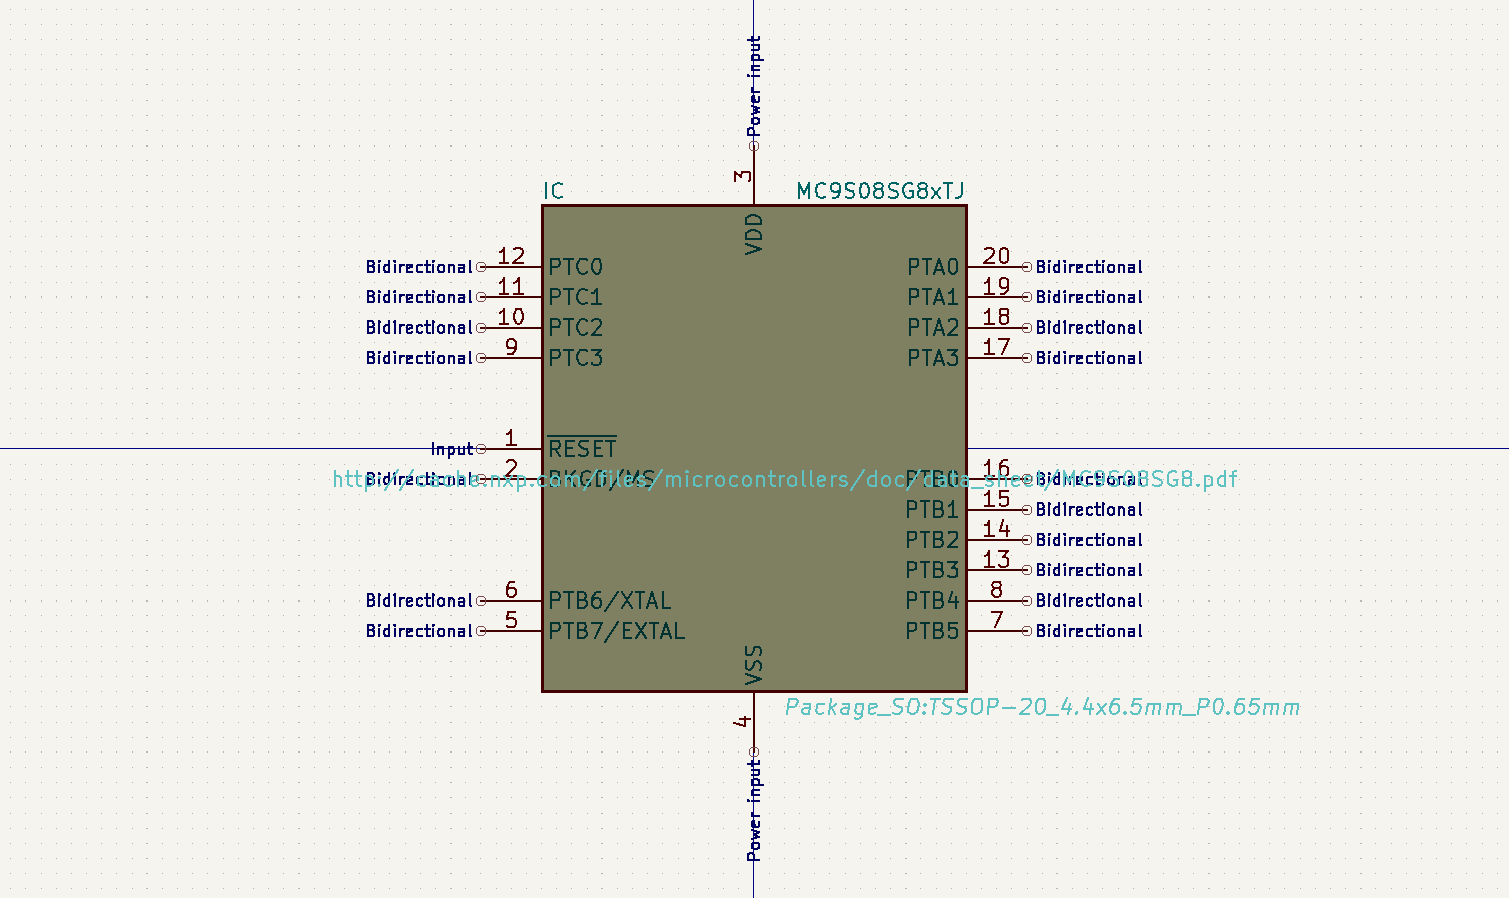 Power input
3
IC MC9S08SG8xTJ
VDD
Bidirectional 12 PTC0 PTA0 20 Bidirectional
Bidirectional 11 PTC1 PTA1 19 Bidirectional
Bidirectional 10 PTC2 PTA2 18 Bidirectional
Bidirectional 9 PTC3 PTA3 17 Bidirectional
Input 1 RESET
Bidirectional 2 BKGD/MS PTB0 16 Bidirectional
http://cache.nxp.com/files/microcontrollers/doc/data_sheet/MC9S08SG8.pdf
PTB1 15 Bidirectional
PTB2 14 Bidirectional
PTB3 13 Bidirectional
Bidirectional 6 PTB6/XTAL PTB4 8 Bidirectional
Bidirectional 5 PTB7/EXTAL PTB5 7 Bidirectional
VSS
Package_SO:TSSOP-20_4.4x6.5mm_P0.65mm
4
Power input